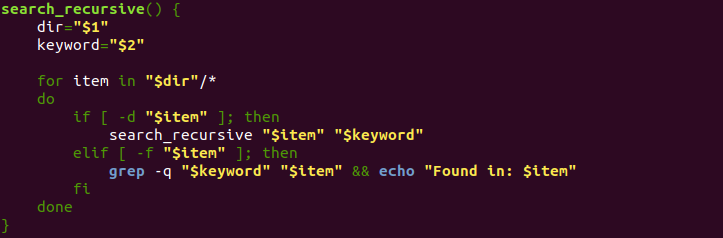 search_recursive() {
    dir="$1"
    keyword="$2"

    for item in "$dir"/*
    do
        if [ -d "$item" ]; then
            search_recursive "$item" "$keyword"
        elif [ -f "$item" ]; then
            grep -q "$keyword" "$item" && echo "Found in: $item"
        fi
    done
}